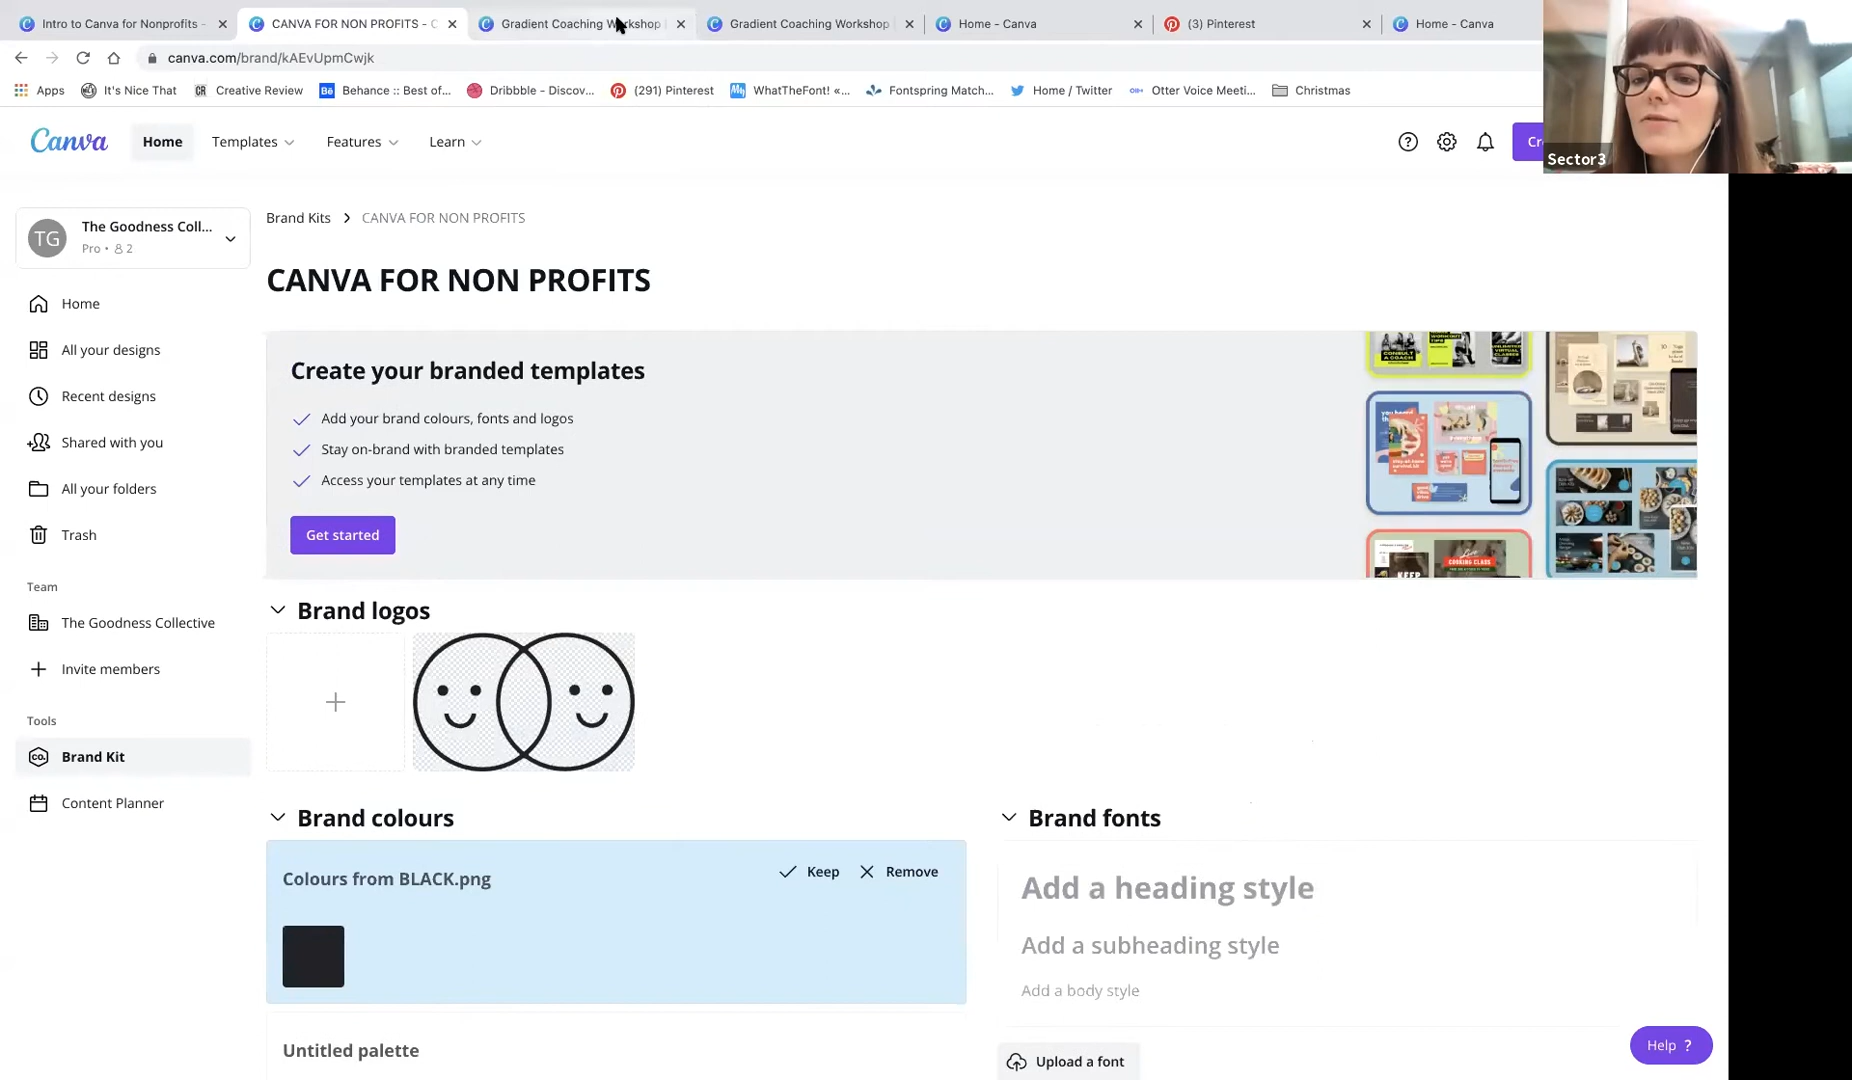 Intro to Canva for Nonprofits -
CANVA FOR NON PROFITS - C
Gradient Coaching Workshop
Gradient Coaching Workshop
Home - Canva
(3) Pinterest
Home - Canva
canva.com/brand/kAEvUpmCwjk
Apps
It's Nice That
CR Creative Review
Bē Behance :: Best of...
Dribbble - Discov...
(291) Pinterest
WhatTheFont! «...
Fontspring Match...
Home / Twitter
Otter Voice Meeti...
Christmas
Canva
Home
Templates
Features
Learn
Cr
Sector3
TG
The Goodness Coll...
Pro • 2
Home
All your designs
Recent designs
Shared with you
All your folders
Trash
Team
The Goodness Collective
Invite members
Tools
CO.
Brand Kit
Content Planner
Brand Kits
CANVA FOR NON PROFITS
CANVA FOR NON PROFITS
Create your branded templates
Add your brand colours, fonts and logos
Stay on-brand with branded templates
Access your templates at any time
Get started
Brand logos
Brand colours
Colours from BLACK.png
Keep
Remove
Untitled palette
Brand fonts
Add a heading style
Add a subheading style
Add a body style
Upload a font
Help ?